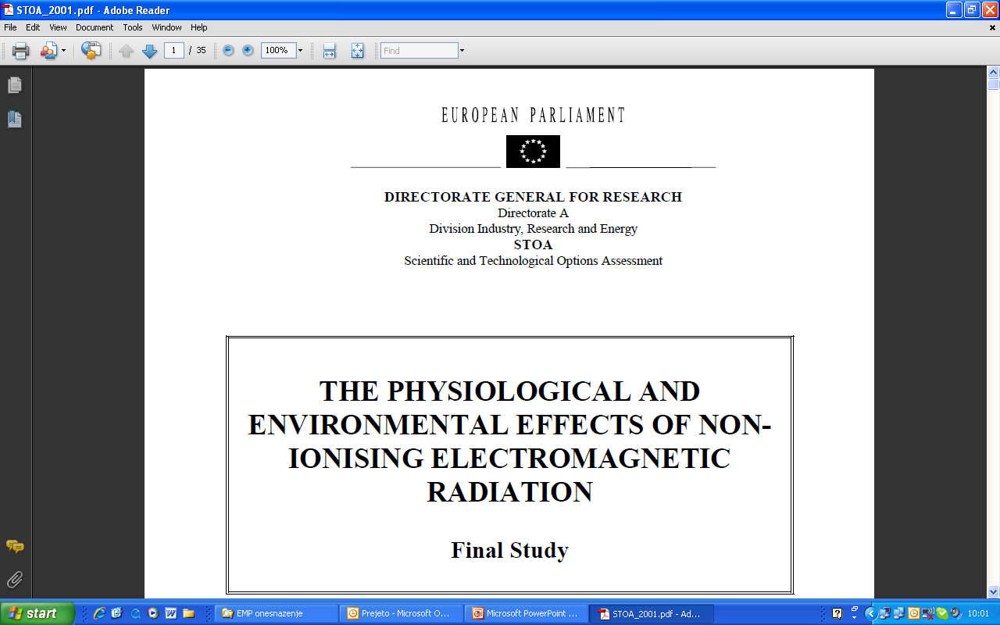 STOA_2001.pdf - Adobe Reader
File Edit View Document Tools Window Help
1 / 35 100% Find
EUROPEAN PARLIAMENT
DIRECTORATE GENERAL FOR RESEARCH
Directorate A
Division Industry, Research and Energy
STOA
Scientific and Technological Options Assessment
THE PHYSIOLOGICAL AND
ENVIRONMENTAL EFFECTS OF NON-
IONISING ELECTROMAGNETIC
RADIATION
Final Study
start EMP onesnazenje Prejeto - Microsoft O... Microsoft PowerPoint ... STOA_2001.pdf - Ad... 10:01